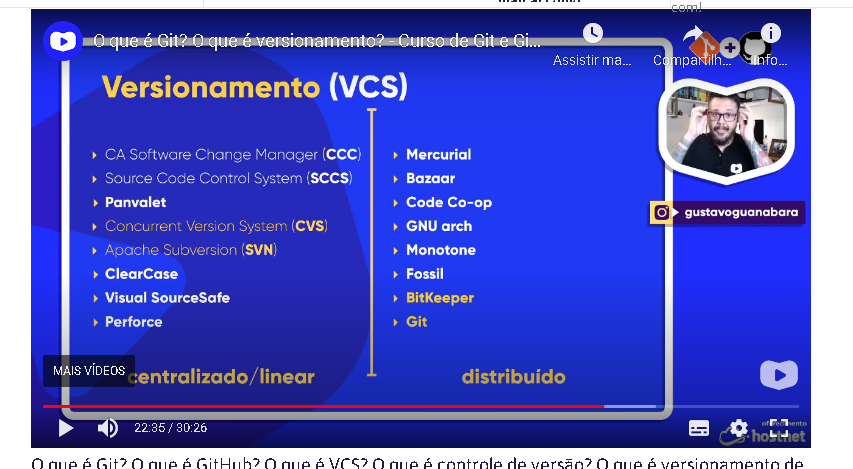 com!
O que é Git? O que é versionamento? - Curso de Git e Gi...
Assistir ma...
Compartilh...
Info...
Versionamento (VCS)
CA Software Change Manager (CCC)
Source Code Control System (SCCS)
Panvalet
Concurrent Version System (CVS)
Apache Subversion (SVN)
ClearCase
Visual SourceSafe
Perforce
centralizado/linear
Mercurial
Bazaar
Code Co-op
GNU arch
Monotone
Fossil
BitKeeper
Git
distribuído
gustavoguanabara
MAIS VÍDEOS
22:35 / 30:26
oferecimento
hostnet
O que é Git? O que é GitHub? O que é VCS? O que é controle de versão? O que é versionamento de